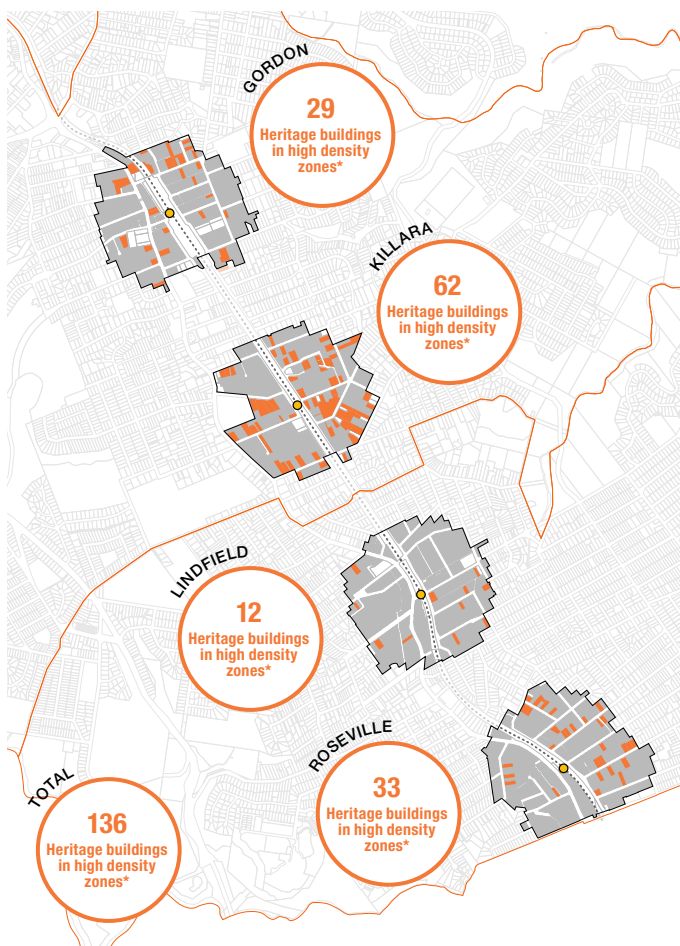 GORDON
29
Heritage buildings
in high density
zones*
KILLARA
62
Heritage buildings
in high density
zones*
LINDFIELD
12
Heritage buildings
in high density
zones*
ROSEVILLE
33
Heritage buildings
in high density
zones*
TOTAL
136
Heritage buildings
in high density
zones*